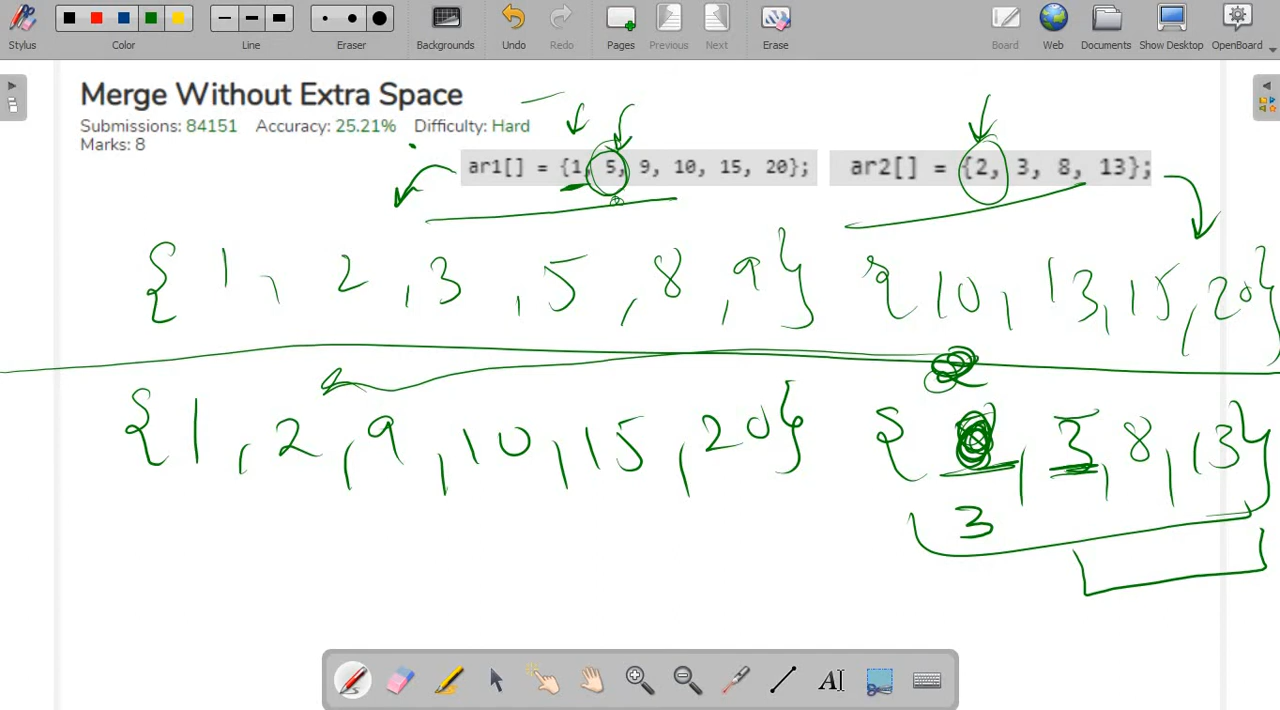 Stylus Color Line Eraser Backgrounds Undo Redo Pages Previous Next Erase Board Web Documents Show Desktop OpenBoard
Merge Without Extra Space
Submissions: 84151 Accuracy: 25.21% Difficulty: Hard
Marks: 8
ar1[] = {1, 5, 9, 10, 15, 20}; ar2[] = {2, 3, 8, 13};
{ 1, 2, 3, 5, 8, 9} { 10, 13, 15, 20}
{1, 2, 9, 10, 15, 20} { , 3, 8, 13}
3
AI